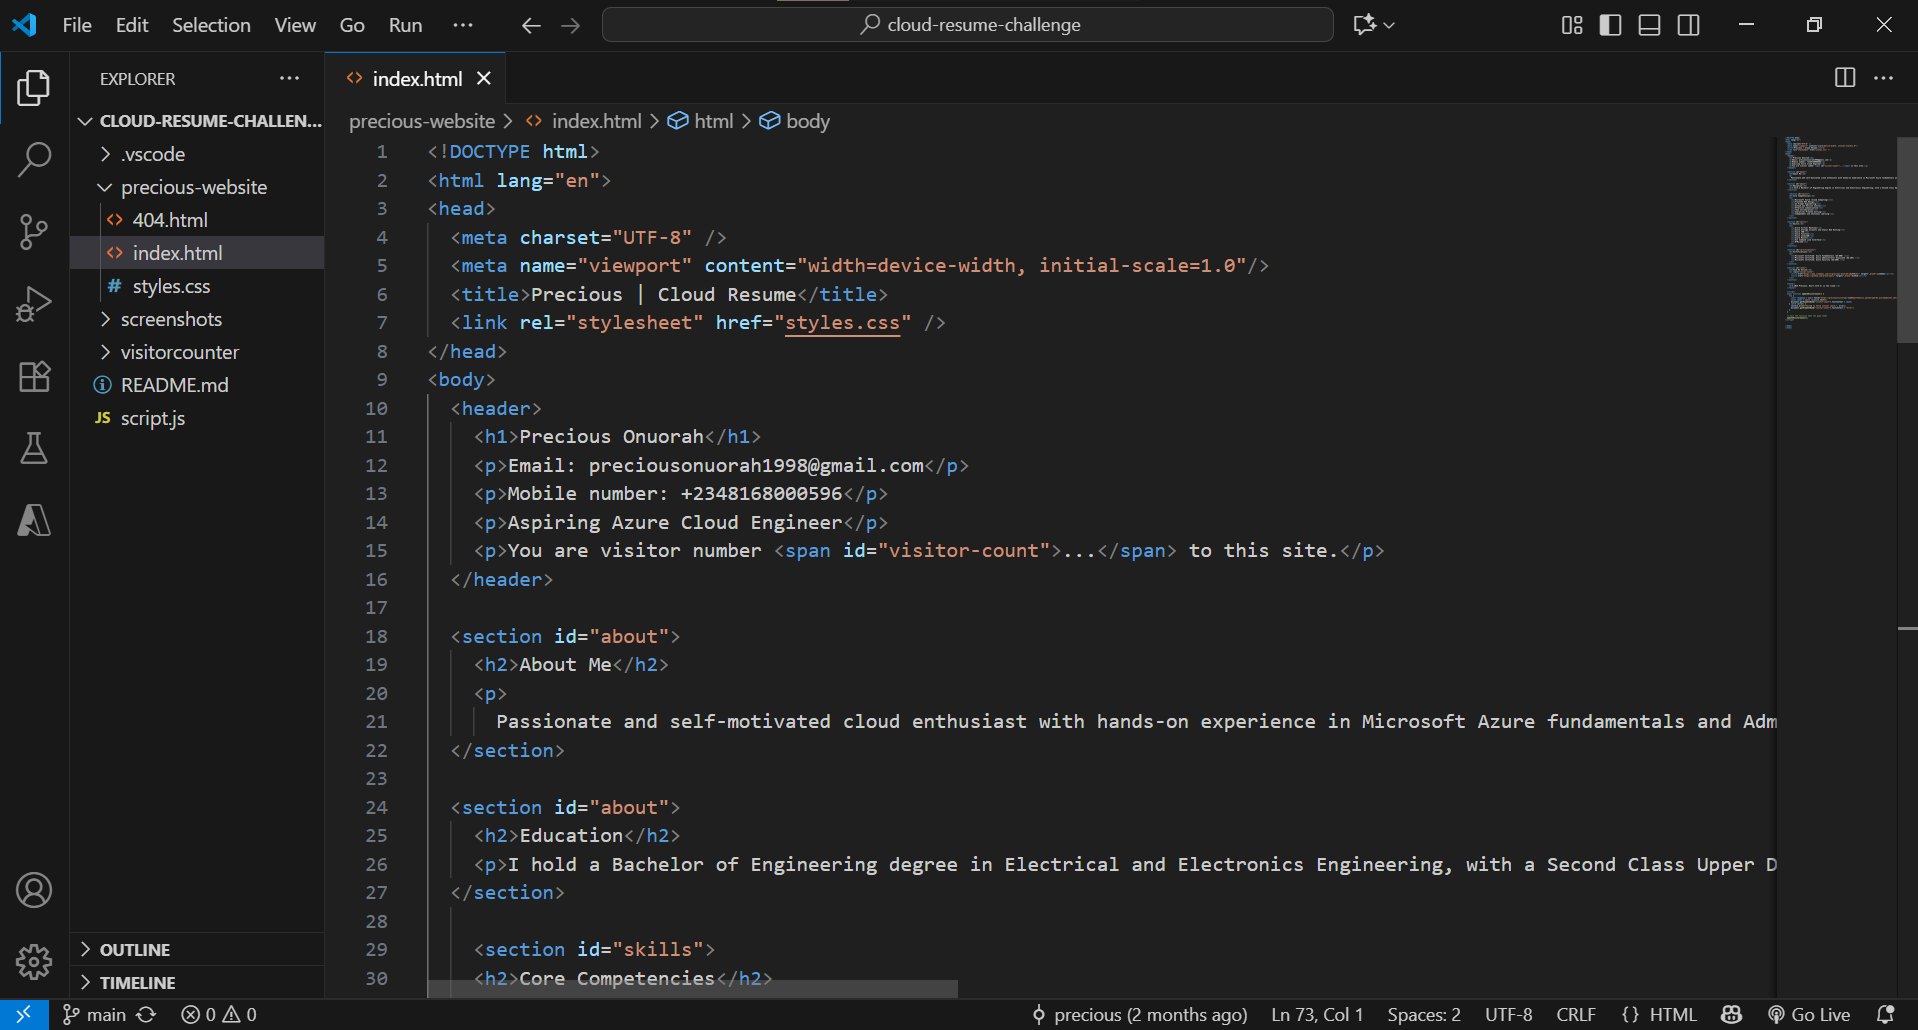 File Edit Selection View Go Run ···
cloud-resume-challenge
EXPLORER ···
index.html
CLOUD-RESUME-CHALLEN...
.vscode
precious-website
404.html
index.html
# styles.css
screenshots
visitorcounter
README.md
JS script.js
OUTLINE
TIMELINE
precious-website > index.html > html > body
1 <!DOCTYPE html>
2 <html lang="en">
3 <head>
4 <meta charset="UTF-8" />
5 <meta name="viewport" content="width=device-width, initial-scale=1.0"/>
6 <title>Precious | Cloud Resume</title>
7 <link rel="stylesheet" href="styles.css" />
8 </head>
9 <body>
10 <header>
11 <h1>Precious Onuorah</h1>
12 <p>Email: preciousonuorah1998@gmail.com</p>
13 <p>Mobile number: +2348168000596</p>
14 <p>Aspiring Azure Cloud Engineer</p>
15 <p>You are visitor number <span id="visitor-count">...</span> to this site.</p>
16 </header>
17
18 <section id="about">
19 <h2>About Me</h2>
20 <p>
21 Passionate and self-motivated cloud enthusiast with hands-on experience in Microsoft Azure fundamentals and Adm
22 </section>
23
24 <section id="about">
25 <h2>Education</h2>
26 <p>I hold a Bachelor of Engineering degree in Electrical and Electronics Engineering, with a Second Class Upper D
27 </section>
28
29 <section id="skills">
30 <h2>Core Competencies</h2>
main 0 0 precious (2 months ago) Ln 73, Col 1 Spaces: 2 UTF-8 CRLF {} HTML Go Live